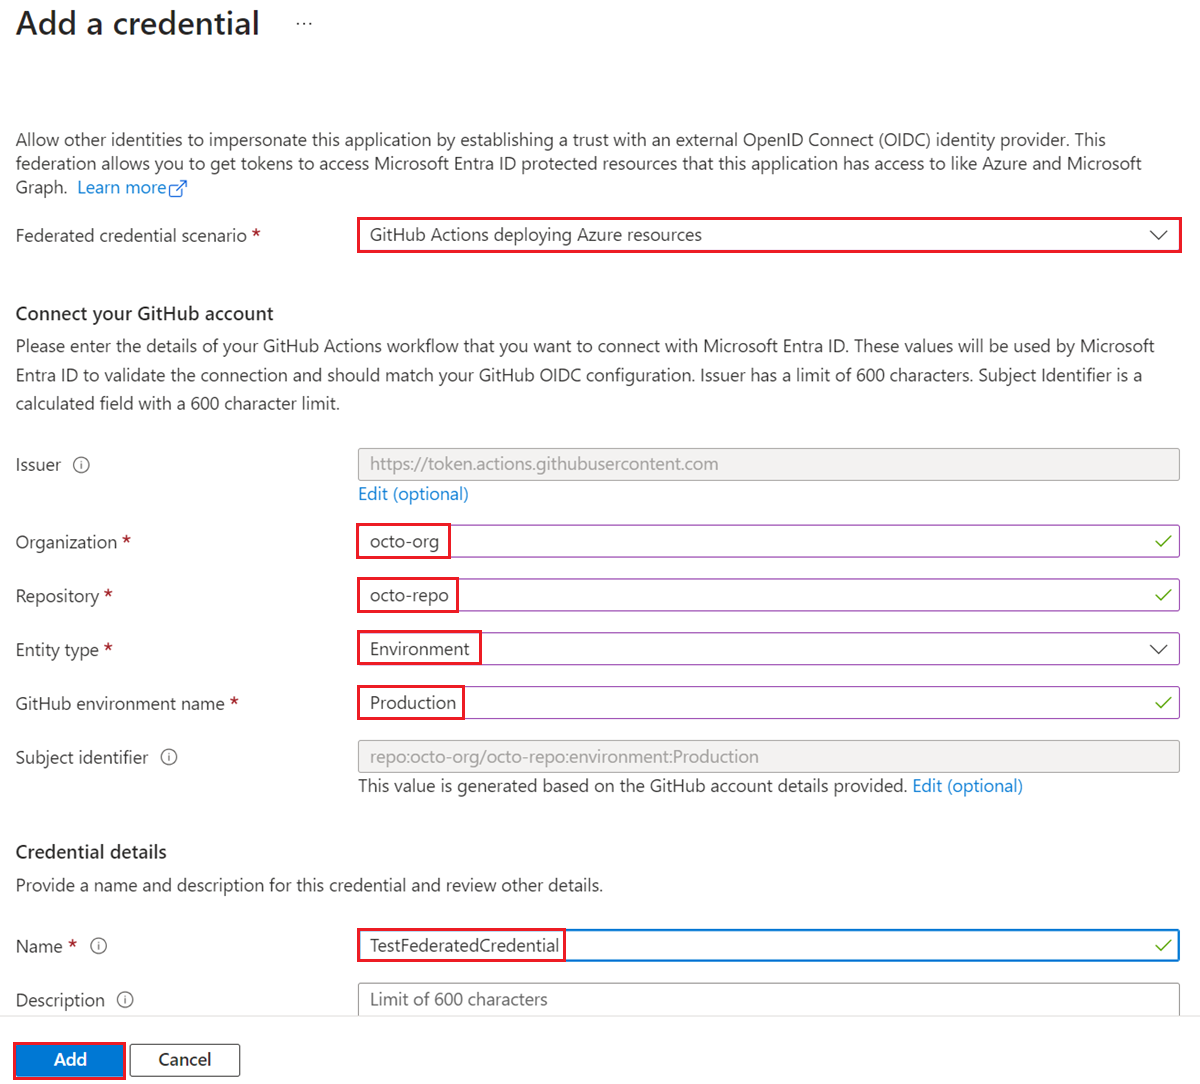 Add a credential ...
Allow other identities to impersonate this application by establishing a trust with an external OpenID Connect (OIDC) identity provider. This
federation allows you to get tokens to access Microsoft Entra ID protected resources that this application has access to like Azure and Microsoft
Graph. Learn more
Federated credential scenario *
GitHub Actions deploying Azure resources
Connect your GitHub account
Please enter the details of your GitHub Actions workflow that you want to connect with Microsoft Entra ID. These values will be used by Microsoft
Entra ID to validate the connection and should match your GitHub OIDC configuration. Issuer has a limit of 600 characters. Subject Identifier is a
calculated field with a 600 character limit.
Issuer
https://token.actions.githubusercontent.com
Edit (optional)
Organization *
octo-org
Repository *
octo-repo
Entity type *
Environment
GitHub environment name *
Production
Subject identifier
repo:octo-org/octo-repo:environment:Production
This value is generated based on the GitHub account details provided. Edit (optional)
Credential details
Provide a name and description for this credential and review other details.
Name *
TestFederatedCredential
Description
Limit of 600 characters
Add
Cancel